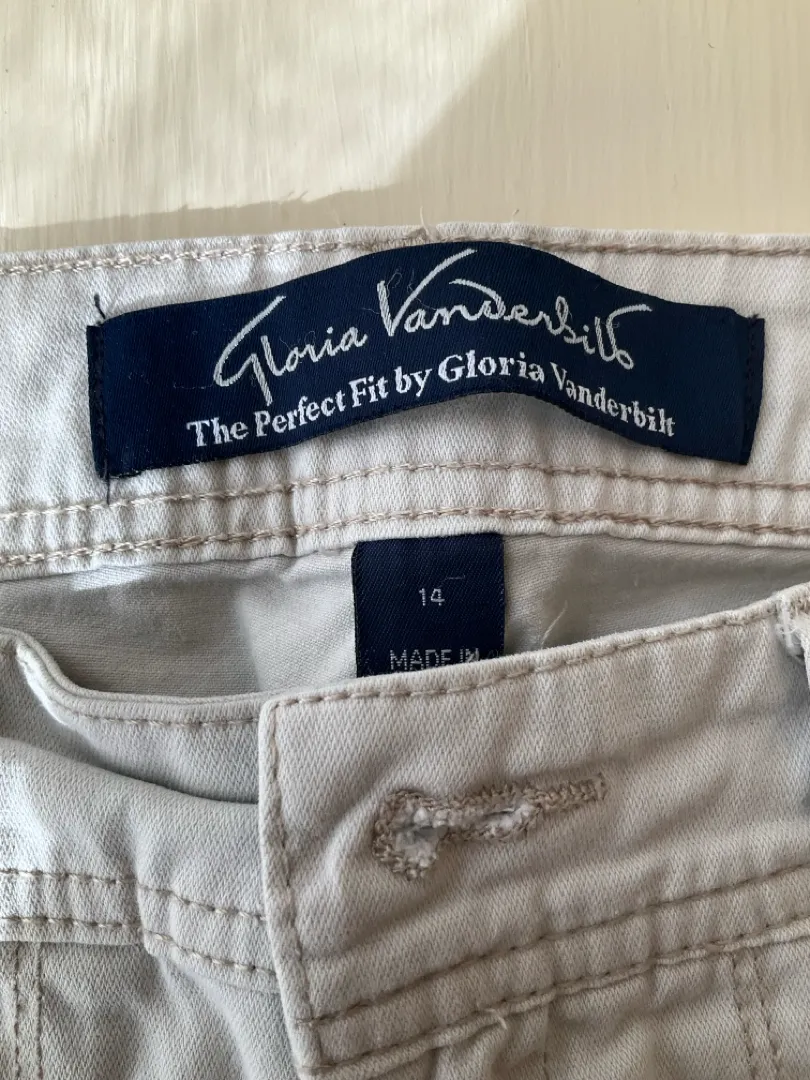 Gloria Vanderbilt
The Perfect Fit by Gloria Vanderbilt
14
MADE IN